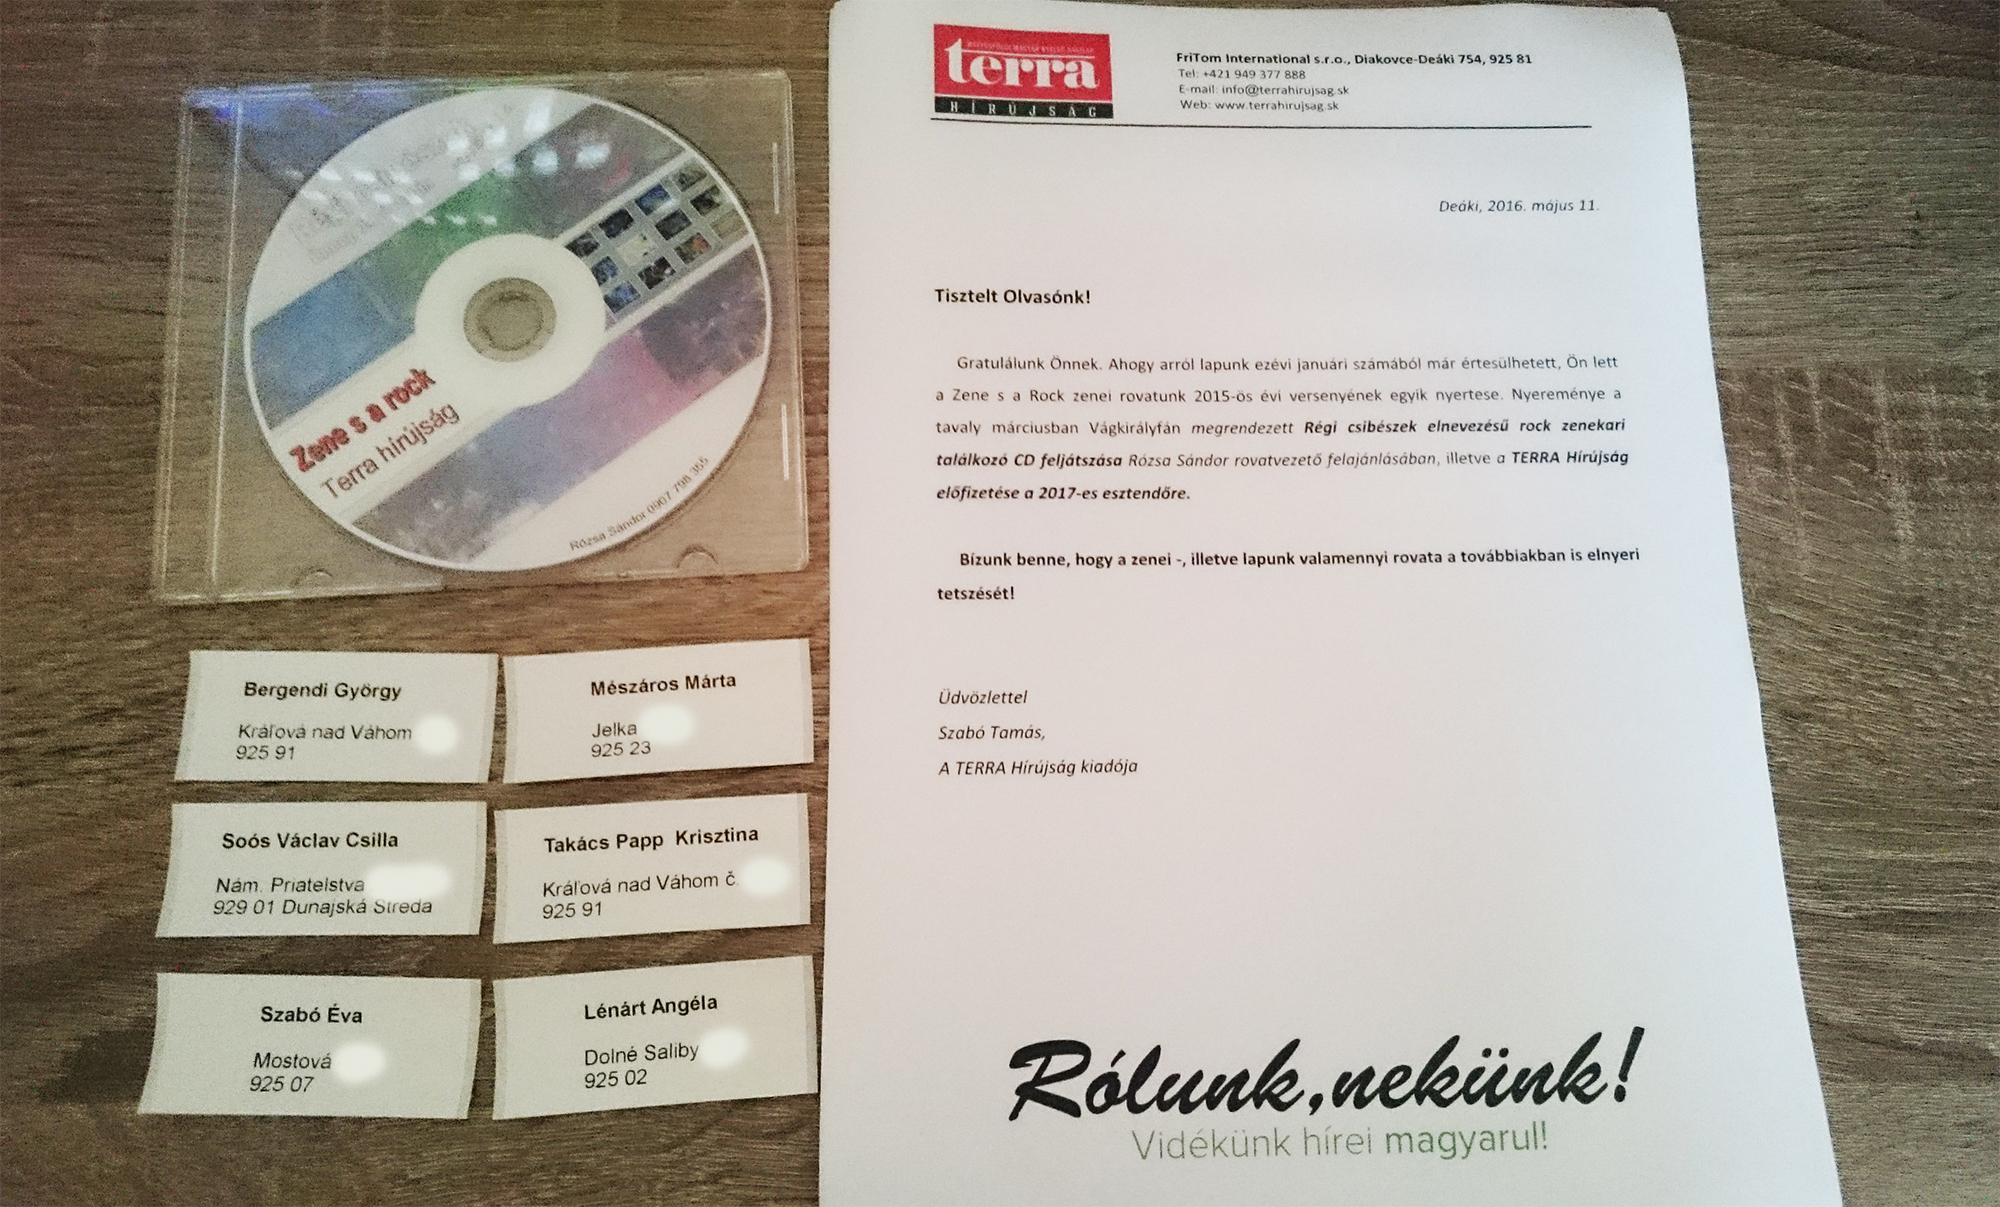 Zene s a rock
Terra hírújság
Rózsa Sándor 0907 798 355
Bergendi György
Kráľová nad Váhom
925 91
Mészáros Márta
Jelka
925 23
Soós Václav Csilla
Nám. Priatelstva
929 01 Dunajská Streda
Takács Papp Krisztina
Kráľová nad Váhom č.
925 91
Szabó Éva
Mostová
925 07
Lénárt Angéla
Dolné Saliby
925 02
terra
HÍRÚJSÁG
FriTom International s.r.o., Diakovce-Deáki 754, 925 81
Tel: +421 949 377 888
E-mail: info@terrahirujsag.sk
Web: www.terrahirujsag.sk
Deáki, 2016. május 11.
Tisztelt Olvasónk!
Gratulálunk Önnek. Ahogy arról lapunk ezévi januári számából már értesülhetett, Ön lett
a Zene s a Rock zenei rovatunk 2015-ös évi versenyének egyik nyertese. Nyereménye a
tavaly márciusban Vágkirályfán megrendezett Régi csibészek elnevezésű rock zenekari
találkozó CD feljátszása Rózsa Sándor rovatvezető felajánlásában, illetve a TERRA Hírújság
előfizetése a 2017-es esztendőre.
Bízunk benne, hogy a zenei -, illetve lapunk valamennyi rovata a továbbiakban is elnyeri
tetszését!
Üdvözlettel
Szabó Tamás,
A TERRA Hírújság kiadója
Rólunk, nekünk!
Vidékünk hírei magyarul!